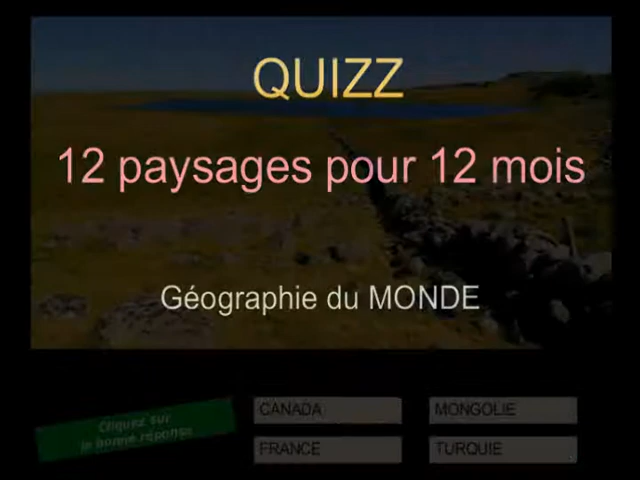 QUIZZ
12 paysages pour 12 mois
Géographie du MONDE
Cliquez sur
la bonne réponse
CANADA
MONGOLIE
FRANCE
TURQUIE